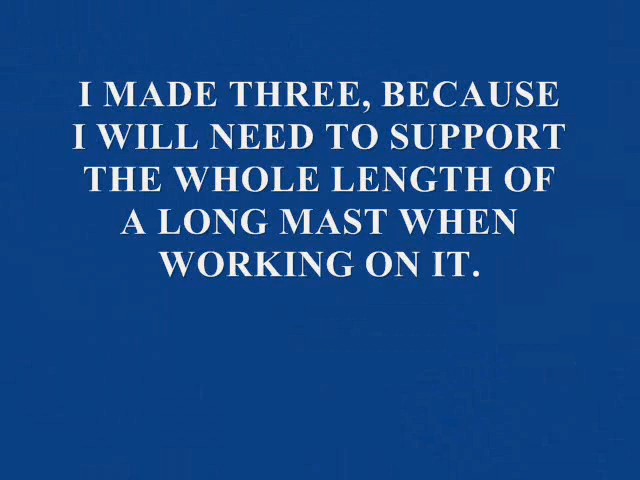 I MADE THREE, BECAUSE
I WILL NEED TO SUPPORT
THE WHOLE LENGTH OF
A LONG MAST WHEN
WORKING ON IT.